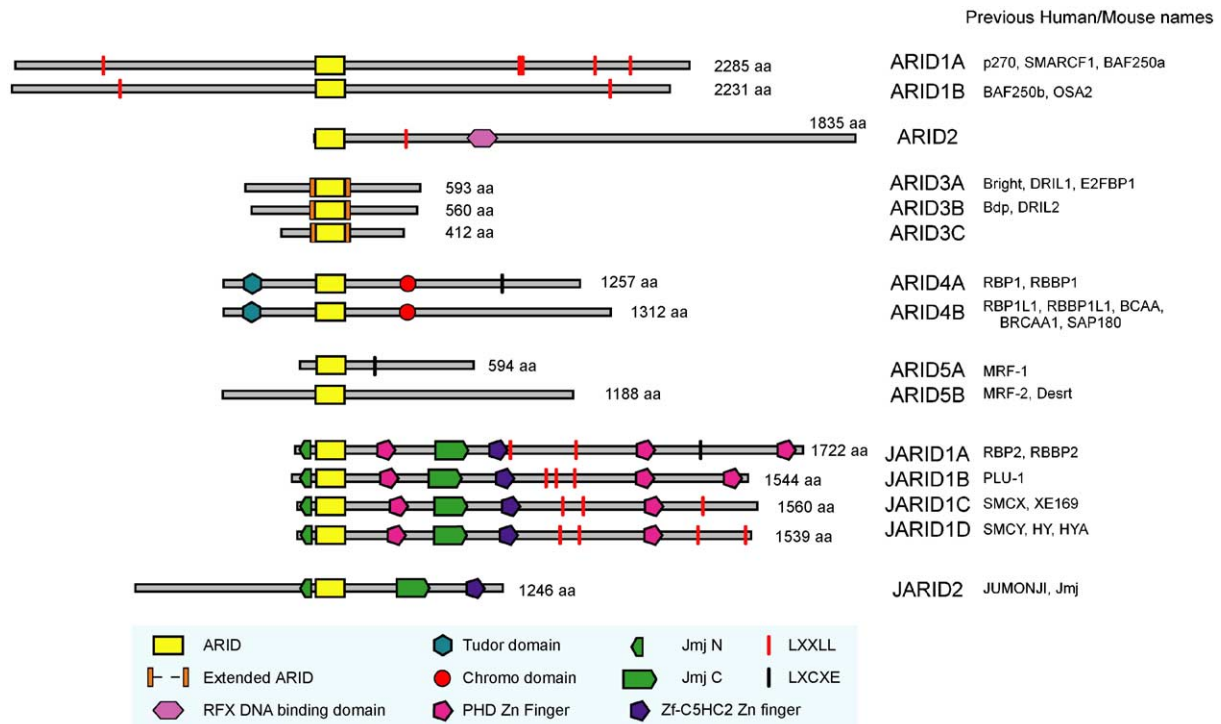 Previous Human/Mouse names
2285 aa ARID1A p270, SMARCF1, BAF250a
2231 aa ARID1B BAF250b, OSA2
1835 aa ARID2
593 aa ARID3A Bright, DRIL1, E2FBP1
560 aa ARID3B Bdp, DRIL2
412 aa ARID3C
1257 aa ARID4A RBP1, RBBP1
1312 aa ARID4B RBP1L1, RBBP1L1, BCAA,
BRCAA1, SAP180
594 aa ARID5A MRF-1
1188 aa ARID5B MRF-2, Desrt
1722 aa JARID1A RBP2, RBBP2
1544 aa JARID1B PLU-1
1560 aa JARID1C SMCX, XE169
1539 aa JARID1D SMCY, HY, HYA
1246 aa JARID2 JUMONJI, Jmj
ARID Tudor domain Jmj N LXXLL
Extended ARID Chromo domain Jmj C LXCXE
RFX DNA binding domain PHD Zn Finger Zf-C5HC2 Zn finger